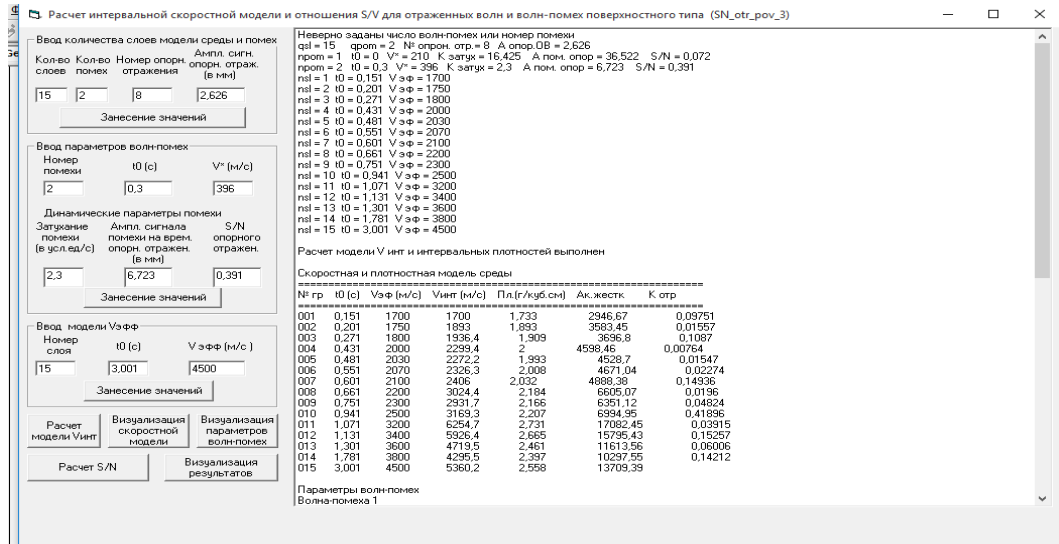 Расчет интервальной скоростной модели и отношения S/V для отраженных волн и волн-помех поверхностного типа (SN_otr_pov_3)
Ввод количества слоев модели среды и помех
Кол-во слоев
Кол-во помех
Номер опорн. отражения
Ампл. сигн. опорн. отраж. (в мм)
15
2
8
2,626
Занесение значений
Ввод параметров волн-помех
Номер помехи
t0 (с)
V* (м/с)
2
0,3
396
Динамические параметры помехи
Затухание помехи (в усл.ед/с)
Ампл. сигнала помехи на врем. опорн. отражен. (в мм)
S/N опорного отражен.
2,3
6,723
0,391
Занесение значений
Ввод модели Vэфф
Номер слоя
t0 (с)
V эфф (м/с )
15
3,001
4500
Занесение значений
Расчет модели Vинт
Визуализация скоростной модели
Визуализация параметров волн-помех
Расчет S/N
Визуализация результатов
Неверно заданы число волн-помех или номер помехи
qsl = 15 qpom = 2 № опрон. отр.= 8 А опор.ОВ = 2,626
npom = 1 t0 = 0 V* = 210 К затух = 16,425 А пом. опор = 36,522 S/N = 0,072
npom = 2 t0 = 0,3 V* = 396 К затух = 2,3 А пом. опор = 6,723 S/N = 0,391
nsl = 1 t0 = 0,151 V эф = 1700
nsl = 2 t0 = 0,201 V эф = 1750
nsl = 3 t0 = 0,271 V эф = 1800
nsl = 4 t0 = 0,431 V эф = 2000
nsl = 5 t0 = 0,481 V эф = 2030
nsl = 6 t0 = 0,551 V эф = 2070
nsl = 7 t0 = 0,601 V эф = 2100
nsl = 8 t0 = 0,661 V эф = 2200
nsl = 9 t0 = 0,751 V эф = 2300
nsl = 10 t0 = 0,941 V эф = 2500
nsl = 11 t0 = 1,071 V эф = 3200
nsl = 12 t0 = 1,131 V эф = 3400
nsl = 13 t0 = 1,301 V эф = 3600
nsl = 14 t0 = 1,781 V эф = 3800
nsl = 15 t0 = 3,001 V эф = 4500
Расчет модели V инт и интервальных плотностей выполнен
Скоростная и плотностная модель среды
№ гр t0 (с) Vэф (м/с) Vинт (м/с) Пл.(г/куб.см) Ак.жестк К отр
001 0,151 1700 1700 1,733 2946,67 0,09751
002 0,201 1750 1893 1,893 3583,45 0,01557
003 0,271 1800 1936,4 1,909 3696,8 0,1087
004 0,431 2000 2299,4 2 4598,46 0,00764
005 0,481 2030 2272,2 1,993 4528,7 0,01547
006 0,551 2070 2326,3 2,008 4671,04 0,02274
007 0,601 2100 2406 2,032 4888,38 0,14936
008 0,661 2200 3024,4 2,184 6605,07 0,0196
009 0,751 2300 2931,7 2,166 6351,12 0,04824
010 0,941 2500 3169,3 2,207 6994,95 0,41896
011 1,071 3200 6254,7 2,731 17082,45 0,03915
012 1,131 3400 5926,4 2,665 15795,43 0,15257
013 1,301 3600 4719,5 2,461 11613,56 0,06006
014 1,781 3800 4295,5 2,397 10297,55 0,14212
015 3,001 4500 5360,2 2,558 13709,39
Параметры волн-помех
Волна-помеха 1